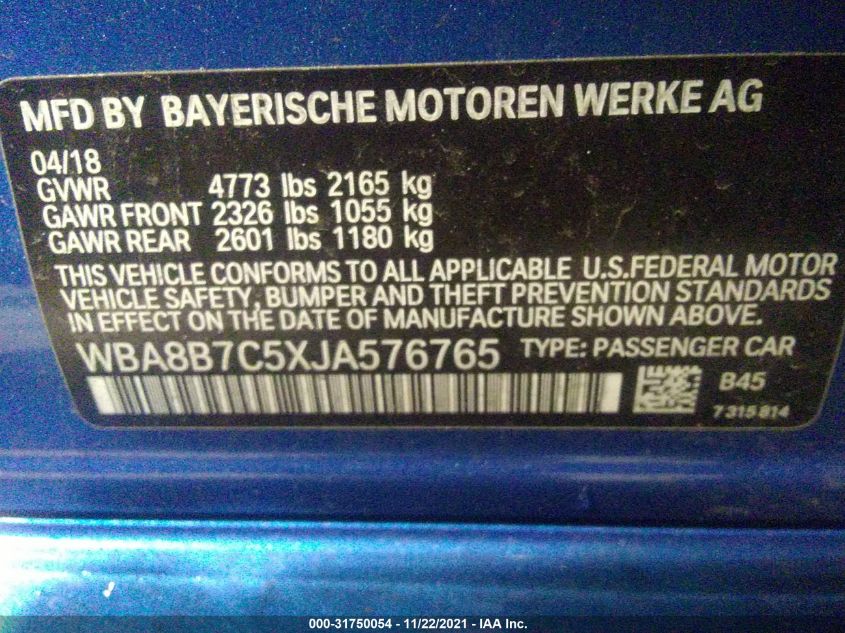 MFD BY BAYERISCHE MOTOREN WERKE AG
04/18
GVWR 4773 lbs 2165 kg
GAWR FRONT 2326 lbs 1055 kg
GAWR REAR 2601 lbs 1180 kg
THIS VEHICLE CONFORMS TO ALL APPLICABLE U.S.FEDERAL MOTOR
VEHICLE SAFETY, BUMPER AND THEFT PREVENTION STANDARDS
IN EFFECT ON THE DATE OF MANUFACTURE SHOWN ABOVE.
WBA8B7C5XJA576765 TYPE: PASSENGER CAR
B45
7 315 814
000-31750054 - 11/22/2021 - IAA Inc.